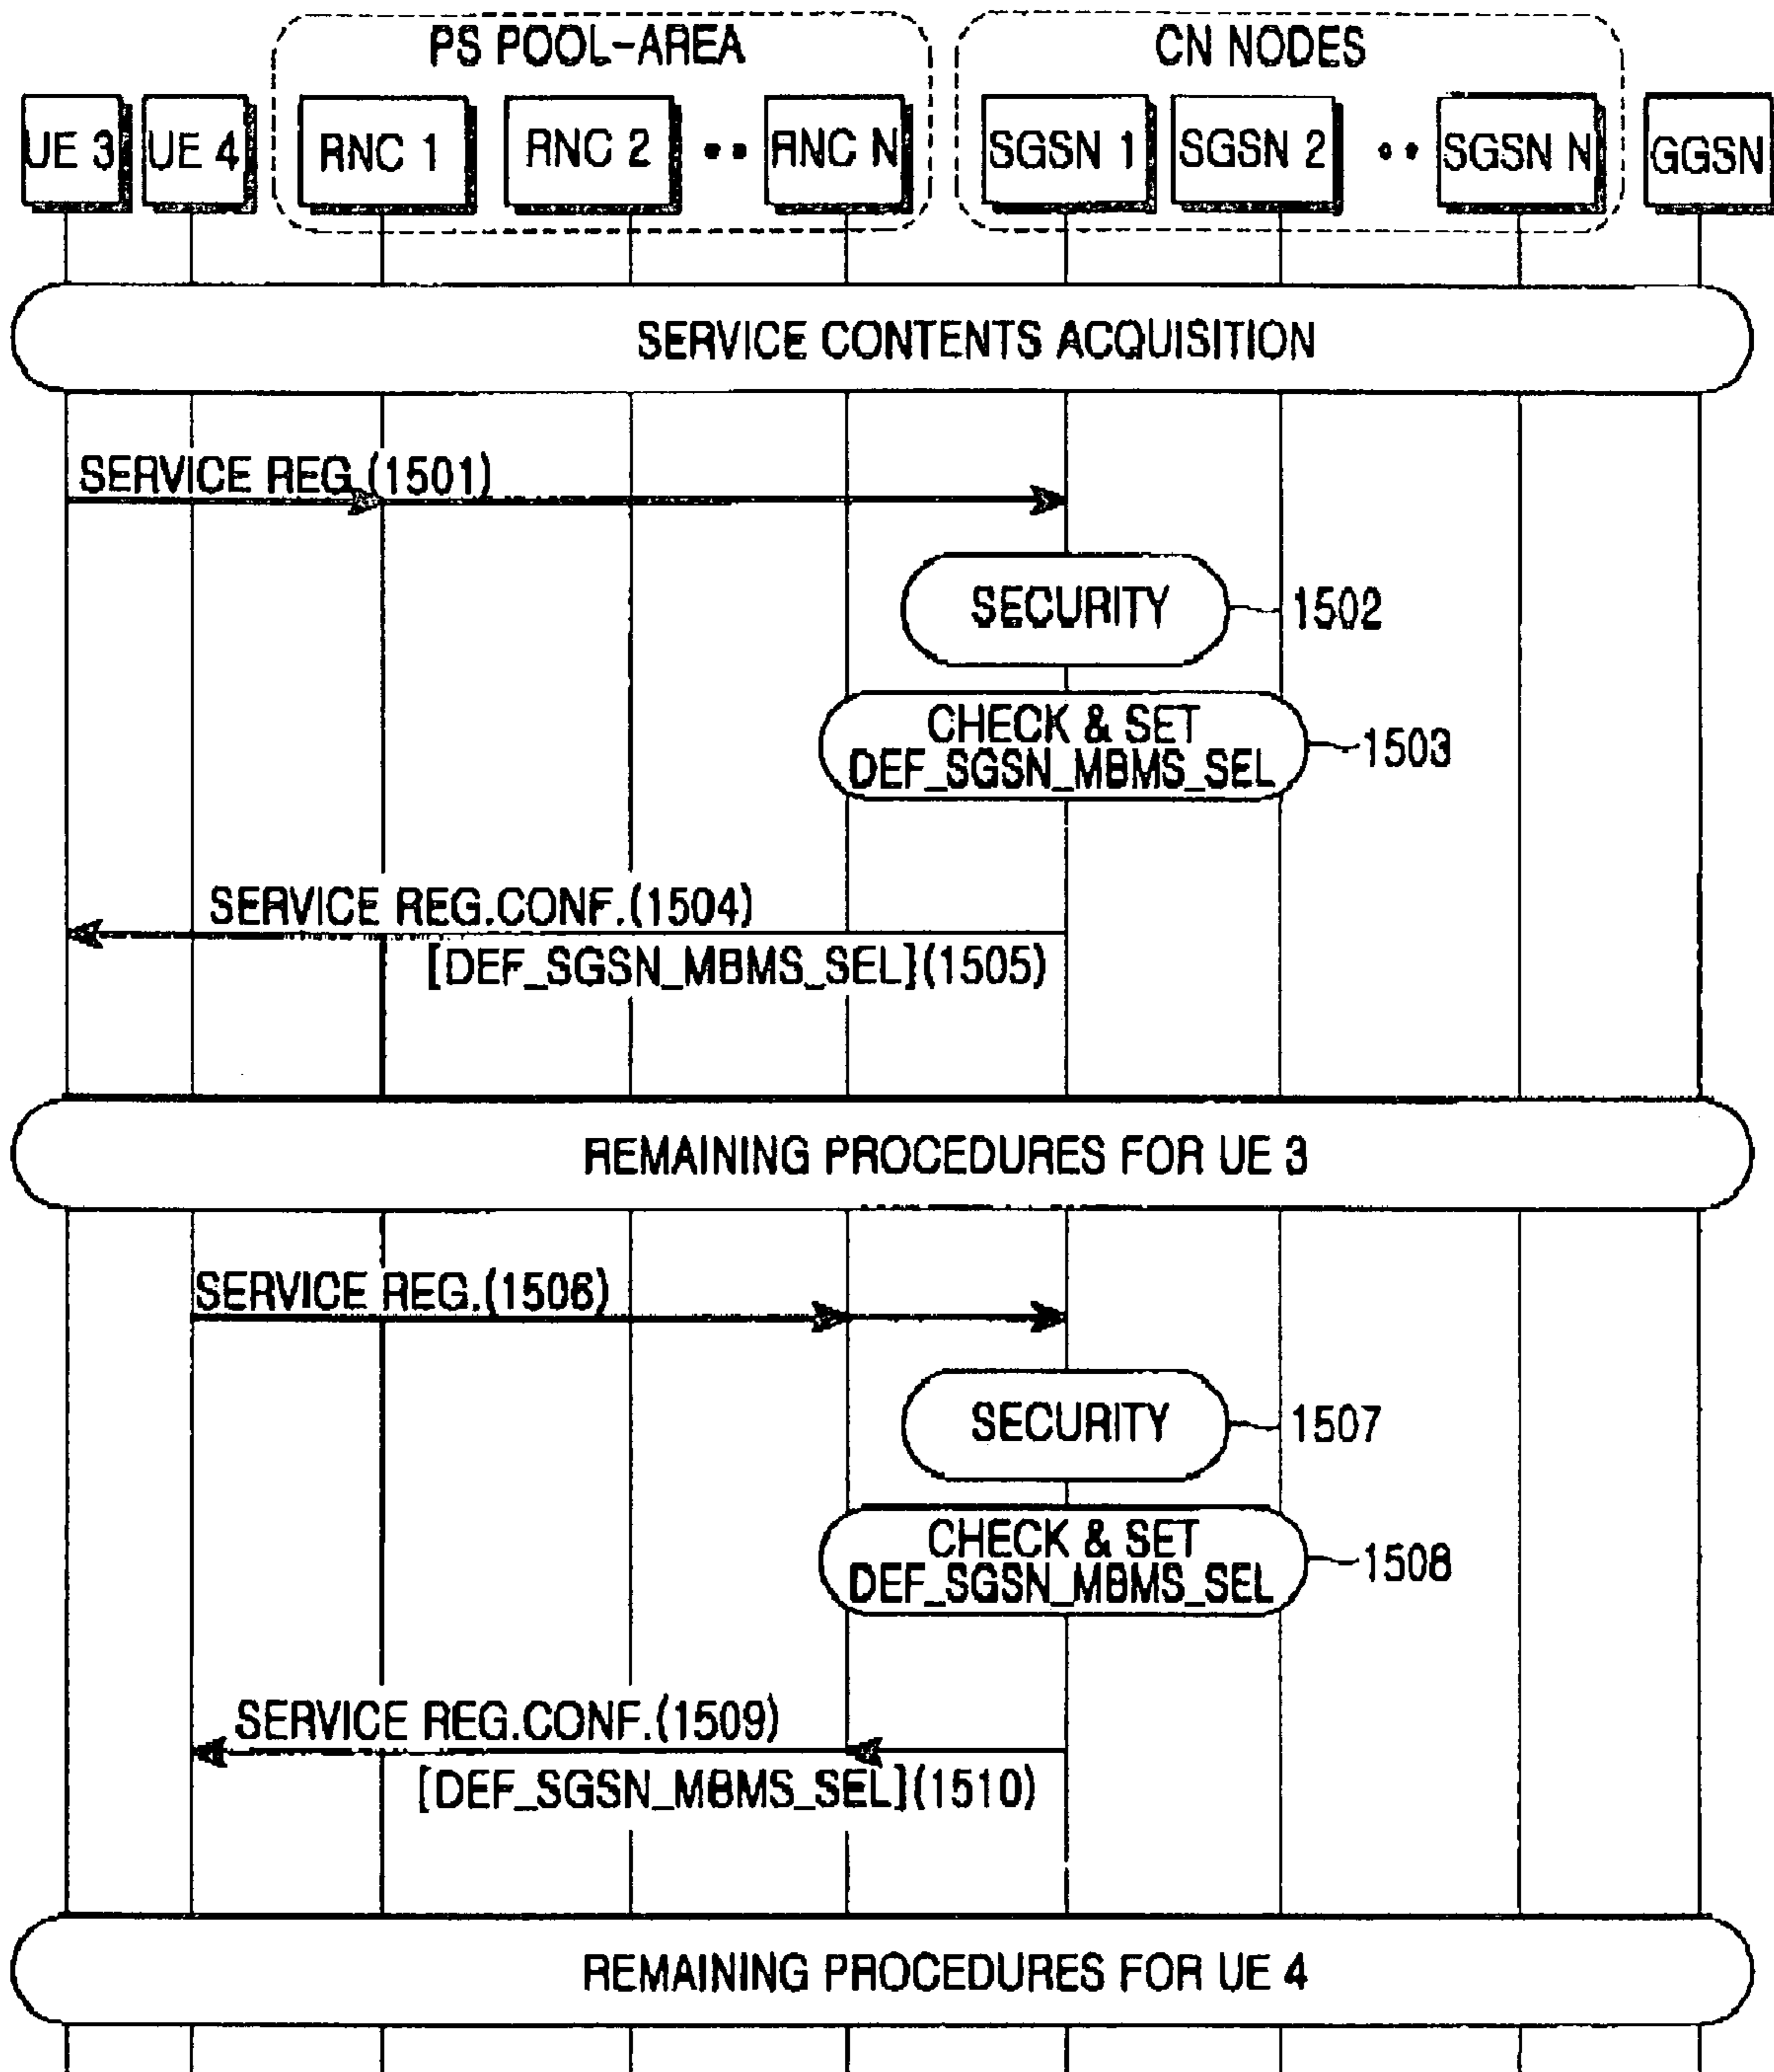 PS POOL-AREA
CN NODES
UE 3
UE 4
RNC 1
RNC 2
RNC N
SGSN 1
SGSN 2
SGSN N
GGSN
SERVICE CONTENTS ACQUISITION
SERVICE REG.(1501)
SECURITY
1502
CHECK & SET
DEF_SGSN_MBMS_SEL
1503
SERVICE REG.CONF.(1504)
[DEF_SGSN_MBMS_SEL](1505)
REMAINING PROCEDURES FOR UE 3
SERVICE REG.(1506)
SECURITY
1507
CHECK & SET
DEF_SGSN_MBMS_SEL
1508
SERVICE REG.CONF.(1509)
[DEF_SGSN_MBMS_SEL](1510)
REMAINING PROCEDURES FOR UE 4